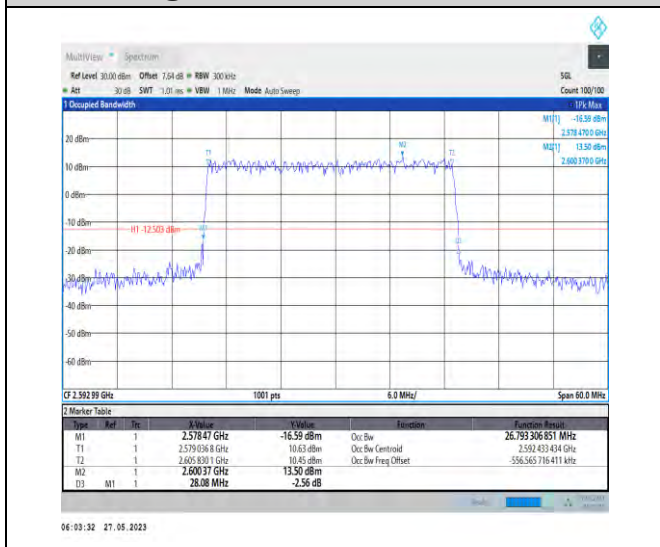 MultiView Spectrum
Ref Level 30.00 dBm Offset 7.64 dB RBW 300 kHz SGL
Att 30 dB SWT 1.01 ms VBW 1 MHz Mode Auto Sweep Count 100/100
1 Occupied Bandwidth 1Pk Max
M1[1] -16.59 dBm
2.578 470 0 GHz
M2[1] 13.50 dBm
2.600 370 0 GHz
20 dBm
T1 M2 T2
10 dBm
0 dBm
-10 dBm
H1 -12.503 dBm
M1
D3
-20 dBm
-30 dBm
-40 dBm
-50 dBm
-60 dBm
CF 2.592 99 GHz 1001 pts 6.0 MHz/ Span 60.0 MHz
2 Marker Table
Type Ref Trc X-Value Y-Value Function Function Result
M1 1 2.578 47 GHz -16.59 dBm Occ Bw 26.793 306 851 MHz
T1 1 2.579 036 8 GHz 10.63 dBm Occ Bw Centroid 2.592 433 434 GHz
T2 1 2.605 830 1 GHz 10.45 dBm Occ Bw Freq Offset -556.565 716 411 kHz
M2 1 2.600 37 GHz 13.50 dBm
D3 M1 1 28.08 MHz -2.56 dB
06:03:32 27.05.2023